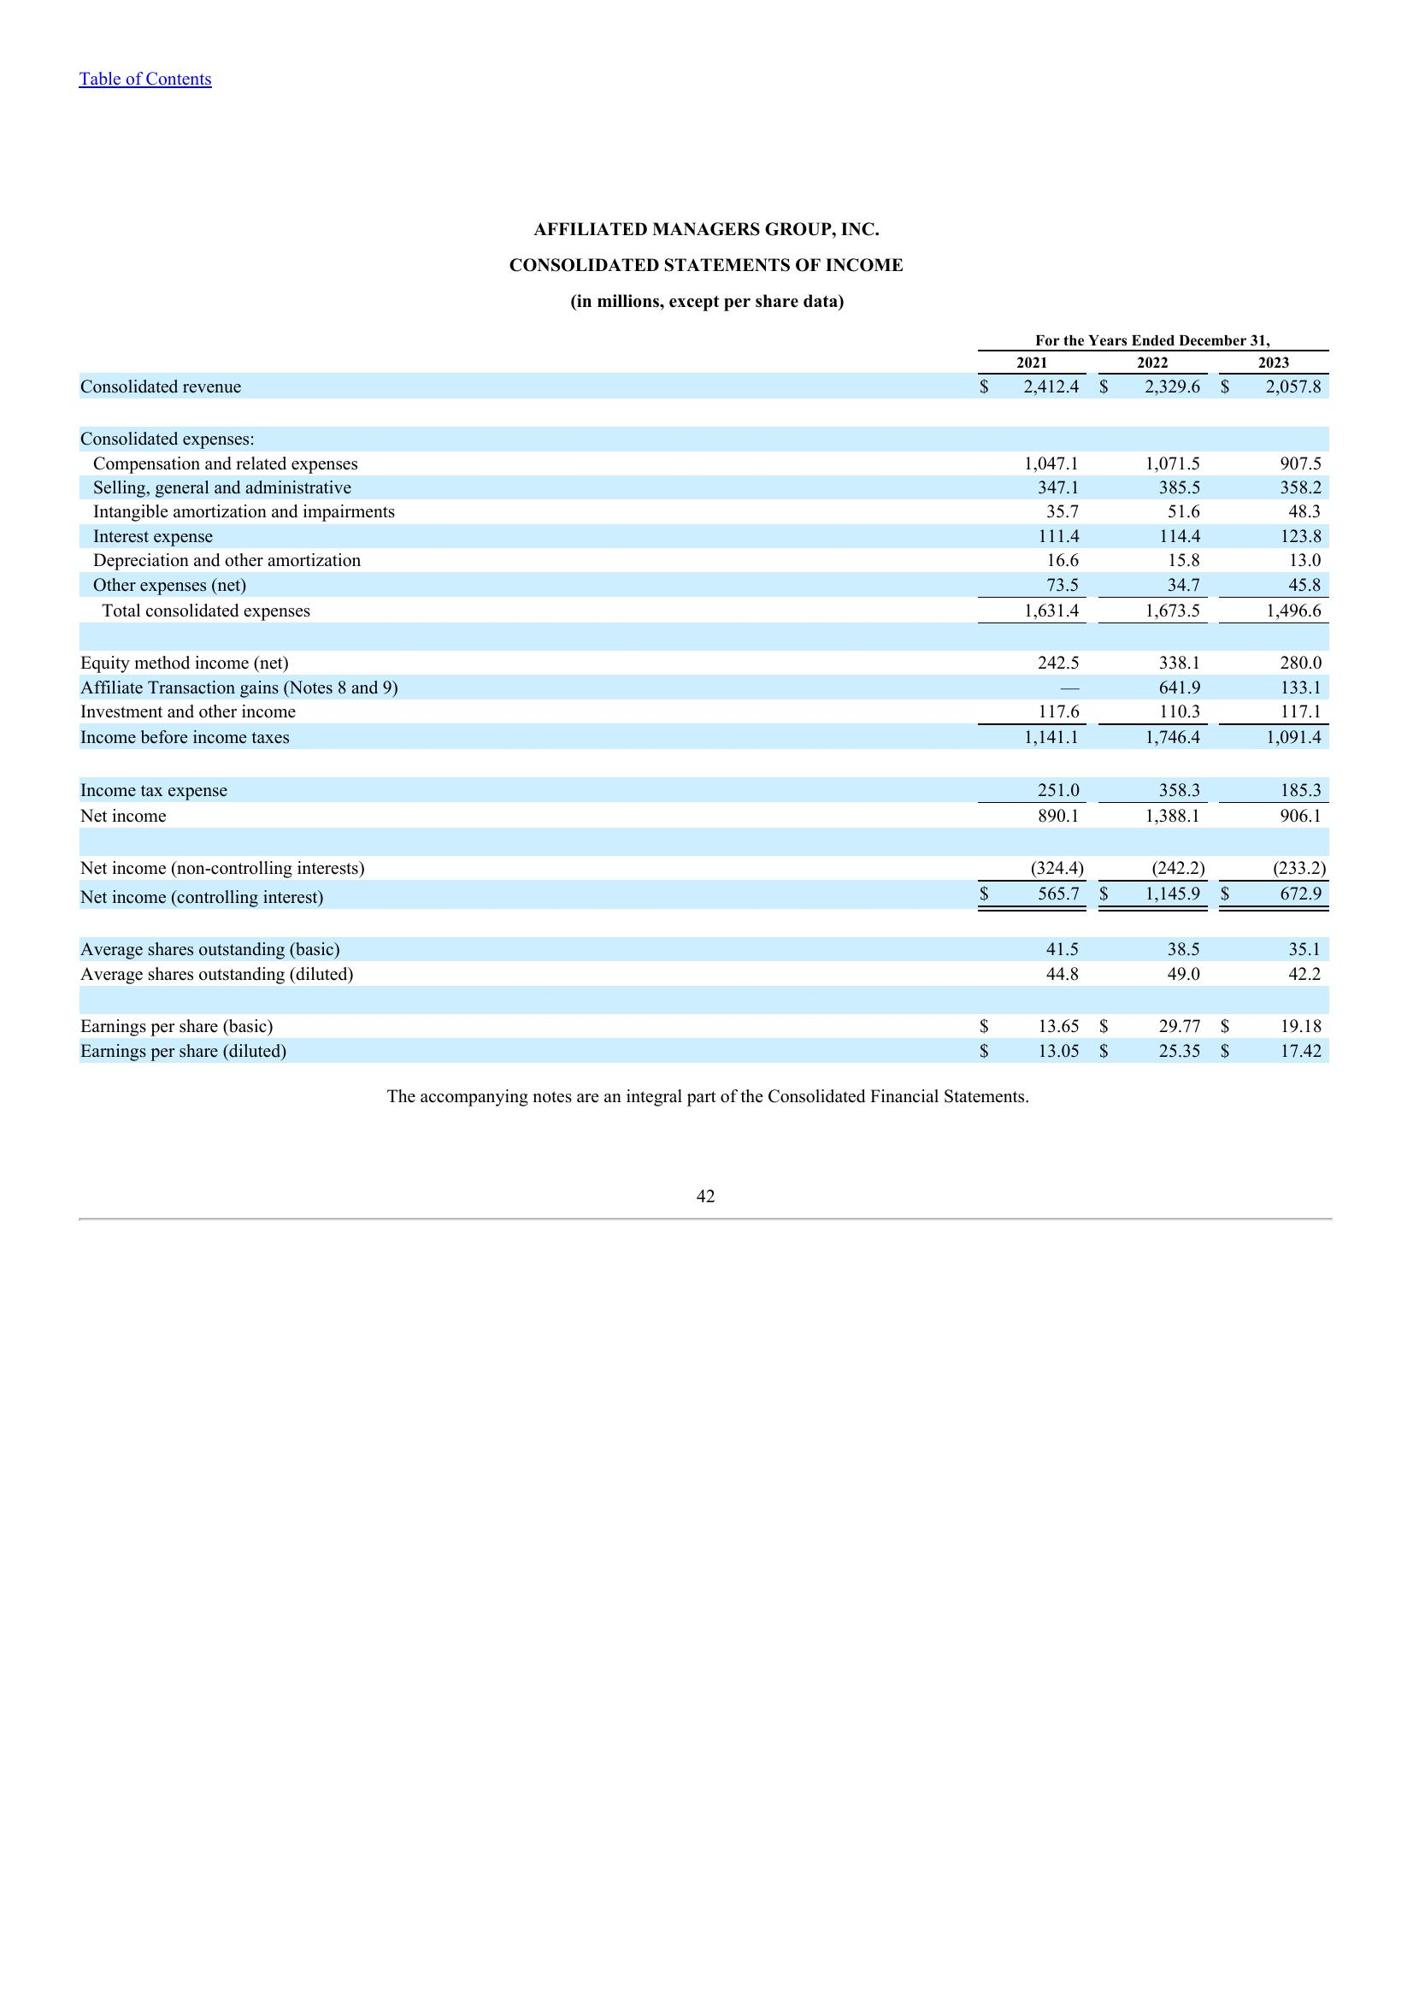 Table of Contents
AFFILIATED MANAGERS GROUP, INC.
CONSOLIDATED STATEMENTS OF INCOME
(in millions, except per share data)
For the Years Ended December 31,
2021 2022 2023
Consolidated revenue $ 2,412.4 $ 2,329.6 $ 2,057.8
Consolidated expenses:
Compensation and related expenses 1,047.1 1,071.5 907.5
Selling, general and administrative 347.1 385.5 358.2
Intangible amortization and impairments 35.7 51.6 48.3
Interest expense 111.4 114.4 123.8
Depreciation and other amortization 16.6 15.8 13.0
Other expenses (net) 73.5 34.7 45.8
Total consolidated expenses 1,631.4 1,673.5 1,496.6
Equity method income (net) 242.5 338.1 280.0
Affiliate Transaction gains (Notes 8 and 9) — 641.9 133.1
Investment and other income 117.6 110.3 117.1
Income before income taxes 1,141.1 1,746.4 1,091.4
Income tax expense 251.0 358.3 185.3
Net income 890.1 1,388.1 906.1
Net income (non-controlling interests) (324.4) (242.2) (233.2)
Net income (controlling interest) $ 565.7 $ 1,145.9 $ 672.9
Average shares outstanding (basic) 41.5 38.5 35.1
Average shares outstanding (diluted) 44.8 49.0 42.2
Earnings per share (basic) $ 13.65 $ 29.77 $ 19.18
Earnings per share (diluted) $ 13.05 $ 25.35 $ 17.42
The accompanying notes are an integral part of the Consolidated Financial Statements.
42